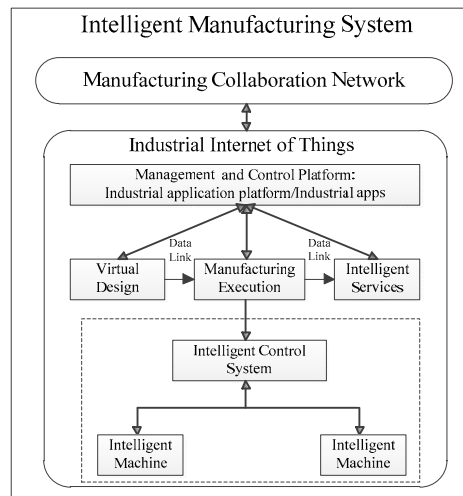 Intelligent Manufacturing System
Manufacturing Collaboration Network
Industrial Internet of Things
Management and Control Platform:
Industrial application platform/Industrial apps
Data
Link
Data
Link
Virtual
Design
Manufacturing
Execution
Intelligent
Services
Intelligent Control
System
Intelligent
Machine
Intelligent
Machine